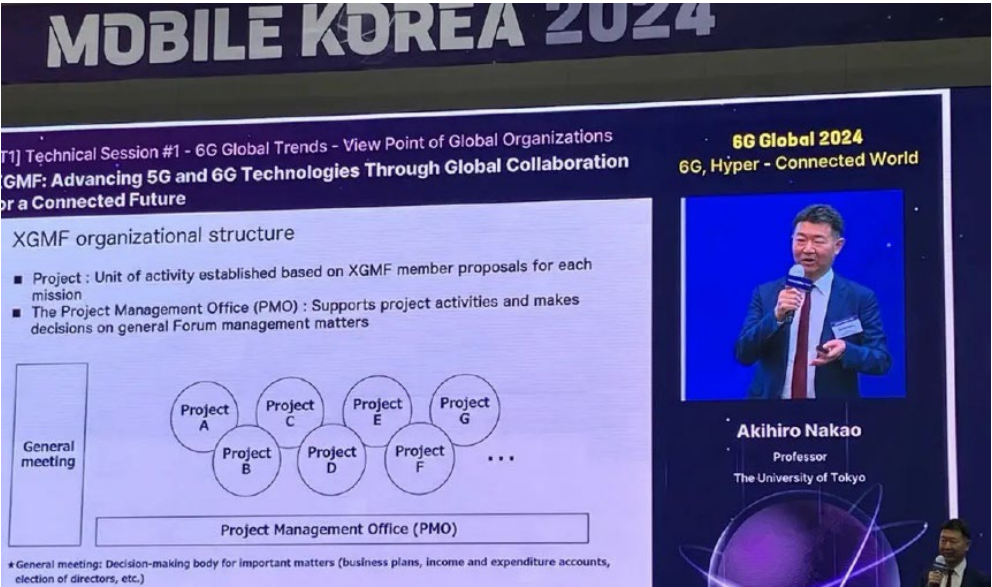 MOBILE KOREA 2024
T1] Technical Session #1 - 6G Global Trends - View Point of Global Organizations
GMF: Advancing 5G and 6G Technologies Through Global Collaboration
or a Connected Future
XGMF organizational structure
■ Project : Unit of activity established based on XGMF member proposals for each
mission
■ The Project Management Office (PMO) : Supports project activities and makes
decisions on general Forum management matters
General
meeting
Project
A
Project
B
Project
C
Project
D
Project
E
Project
F
Project
G
...
Project Management Office (PMO)
★General meeting: Decision-making body for important matters (business plans, income and expenditure accounts,
election of directors, etc.)
6G Global 2024
6G, Hyper - Connected World
Akihiro Nakao
Professor
The University of Tokyo